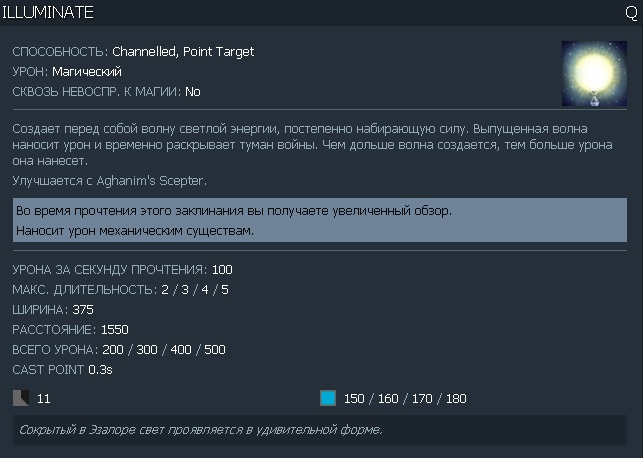 ILLUMINATE Q
СПОСОБНОСТЬ: Channelled, Point Target
УРОН: Магический
СКВОЗЬ НЕВОСПР. К МАГИИ: No
Создает перед собой волну светлой энергии, постепенно набирающую силу. Выпущенная волна
наносит урон и временно раскрывает туман войны. Чем дольше волна создается, тем больше урона
она нанесет.
Улучшается с Aghanim's Scepter.
Во время прочтения этого заклинания вы получаете увеличенный обзор.
Наносит урон механическим существам.
УРОНА ЗА СЕКУНДУ ПРОЧТЕНИЯ: 100
МАКС. ДЛИТЕЛЬНОСТЬ: 2 / 3 / 4 / 5
ШИРИНА: 375
РАССТОЯНИЕ: 1550
ВСЕГО УРОНА: 200 / 300 / 400 / 500
CAST POINT 0.3s
11 150 / 160 / 170 / 180
Сокрытый в Эзалоре свет проявляется в удивительной форме.